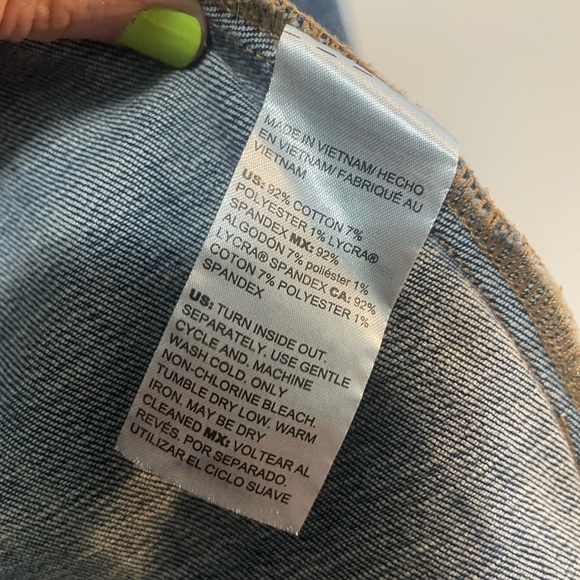 MADE IN VIETNAM/ HECHO
EN VIETNAM/ FABRIQUÉ AU
VIETNAM
US: 92% COTTON 7%
POLYESTER 1% LYCRA®
SPANDEX MX: 92%
ALGODÓN 7% poliéster 1%
LYCRA® SPANDEX CA: 92%
COTON 7% POLYESTER 1%
SPANDEX
US: TURN INSIDE OUT.
SEPARATELY. USE GENTLE
CYCLE AND. MACHINE
WASH COLD. ONLY
NON-CHLORINE BLEACH.
TUMBLE DRY LOW. WARM
IRON. MAY BE DRY
CLEANED MX: VOLTEAR AL
REVÉS. POR SEPARADO.
UTILIZAR EL CICLO SUAVE